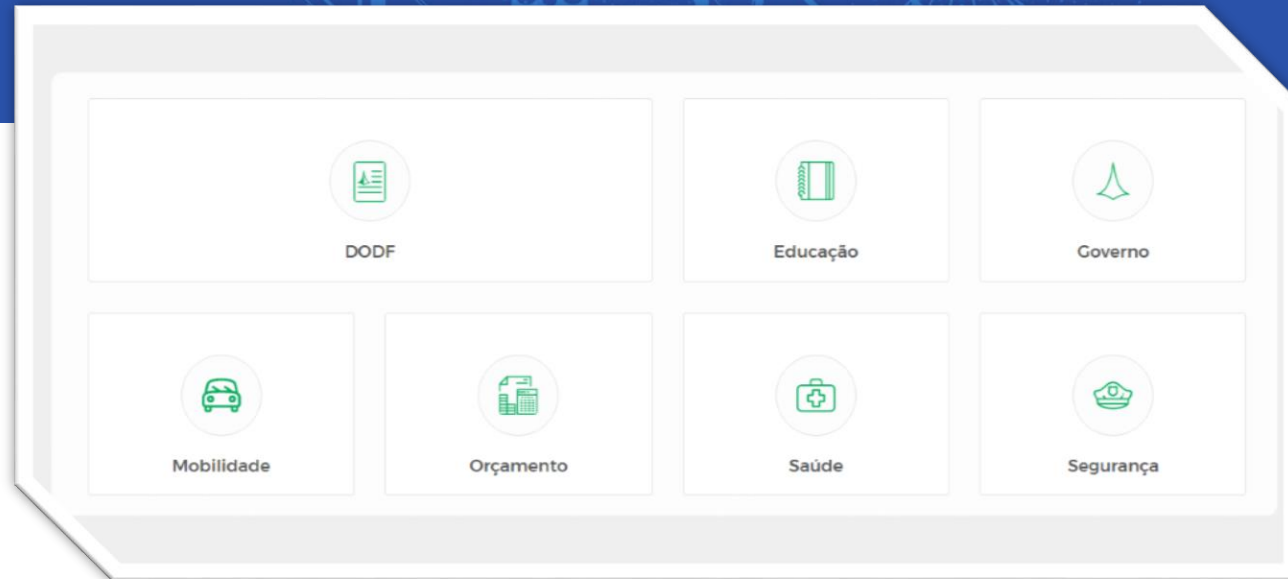 DODF
Educação
Governo
Mobilidade
Orçamento
Saúde
Segurança